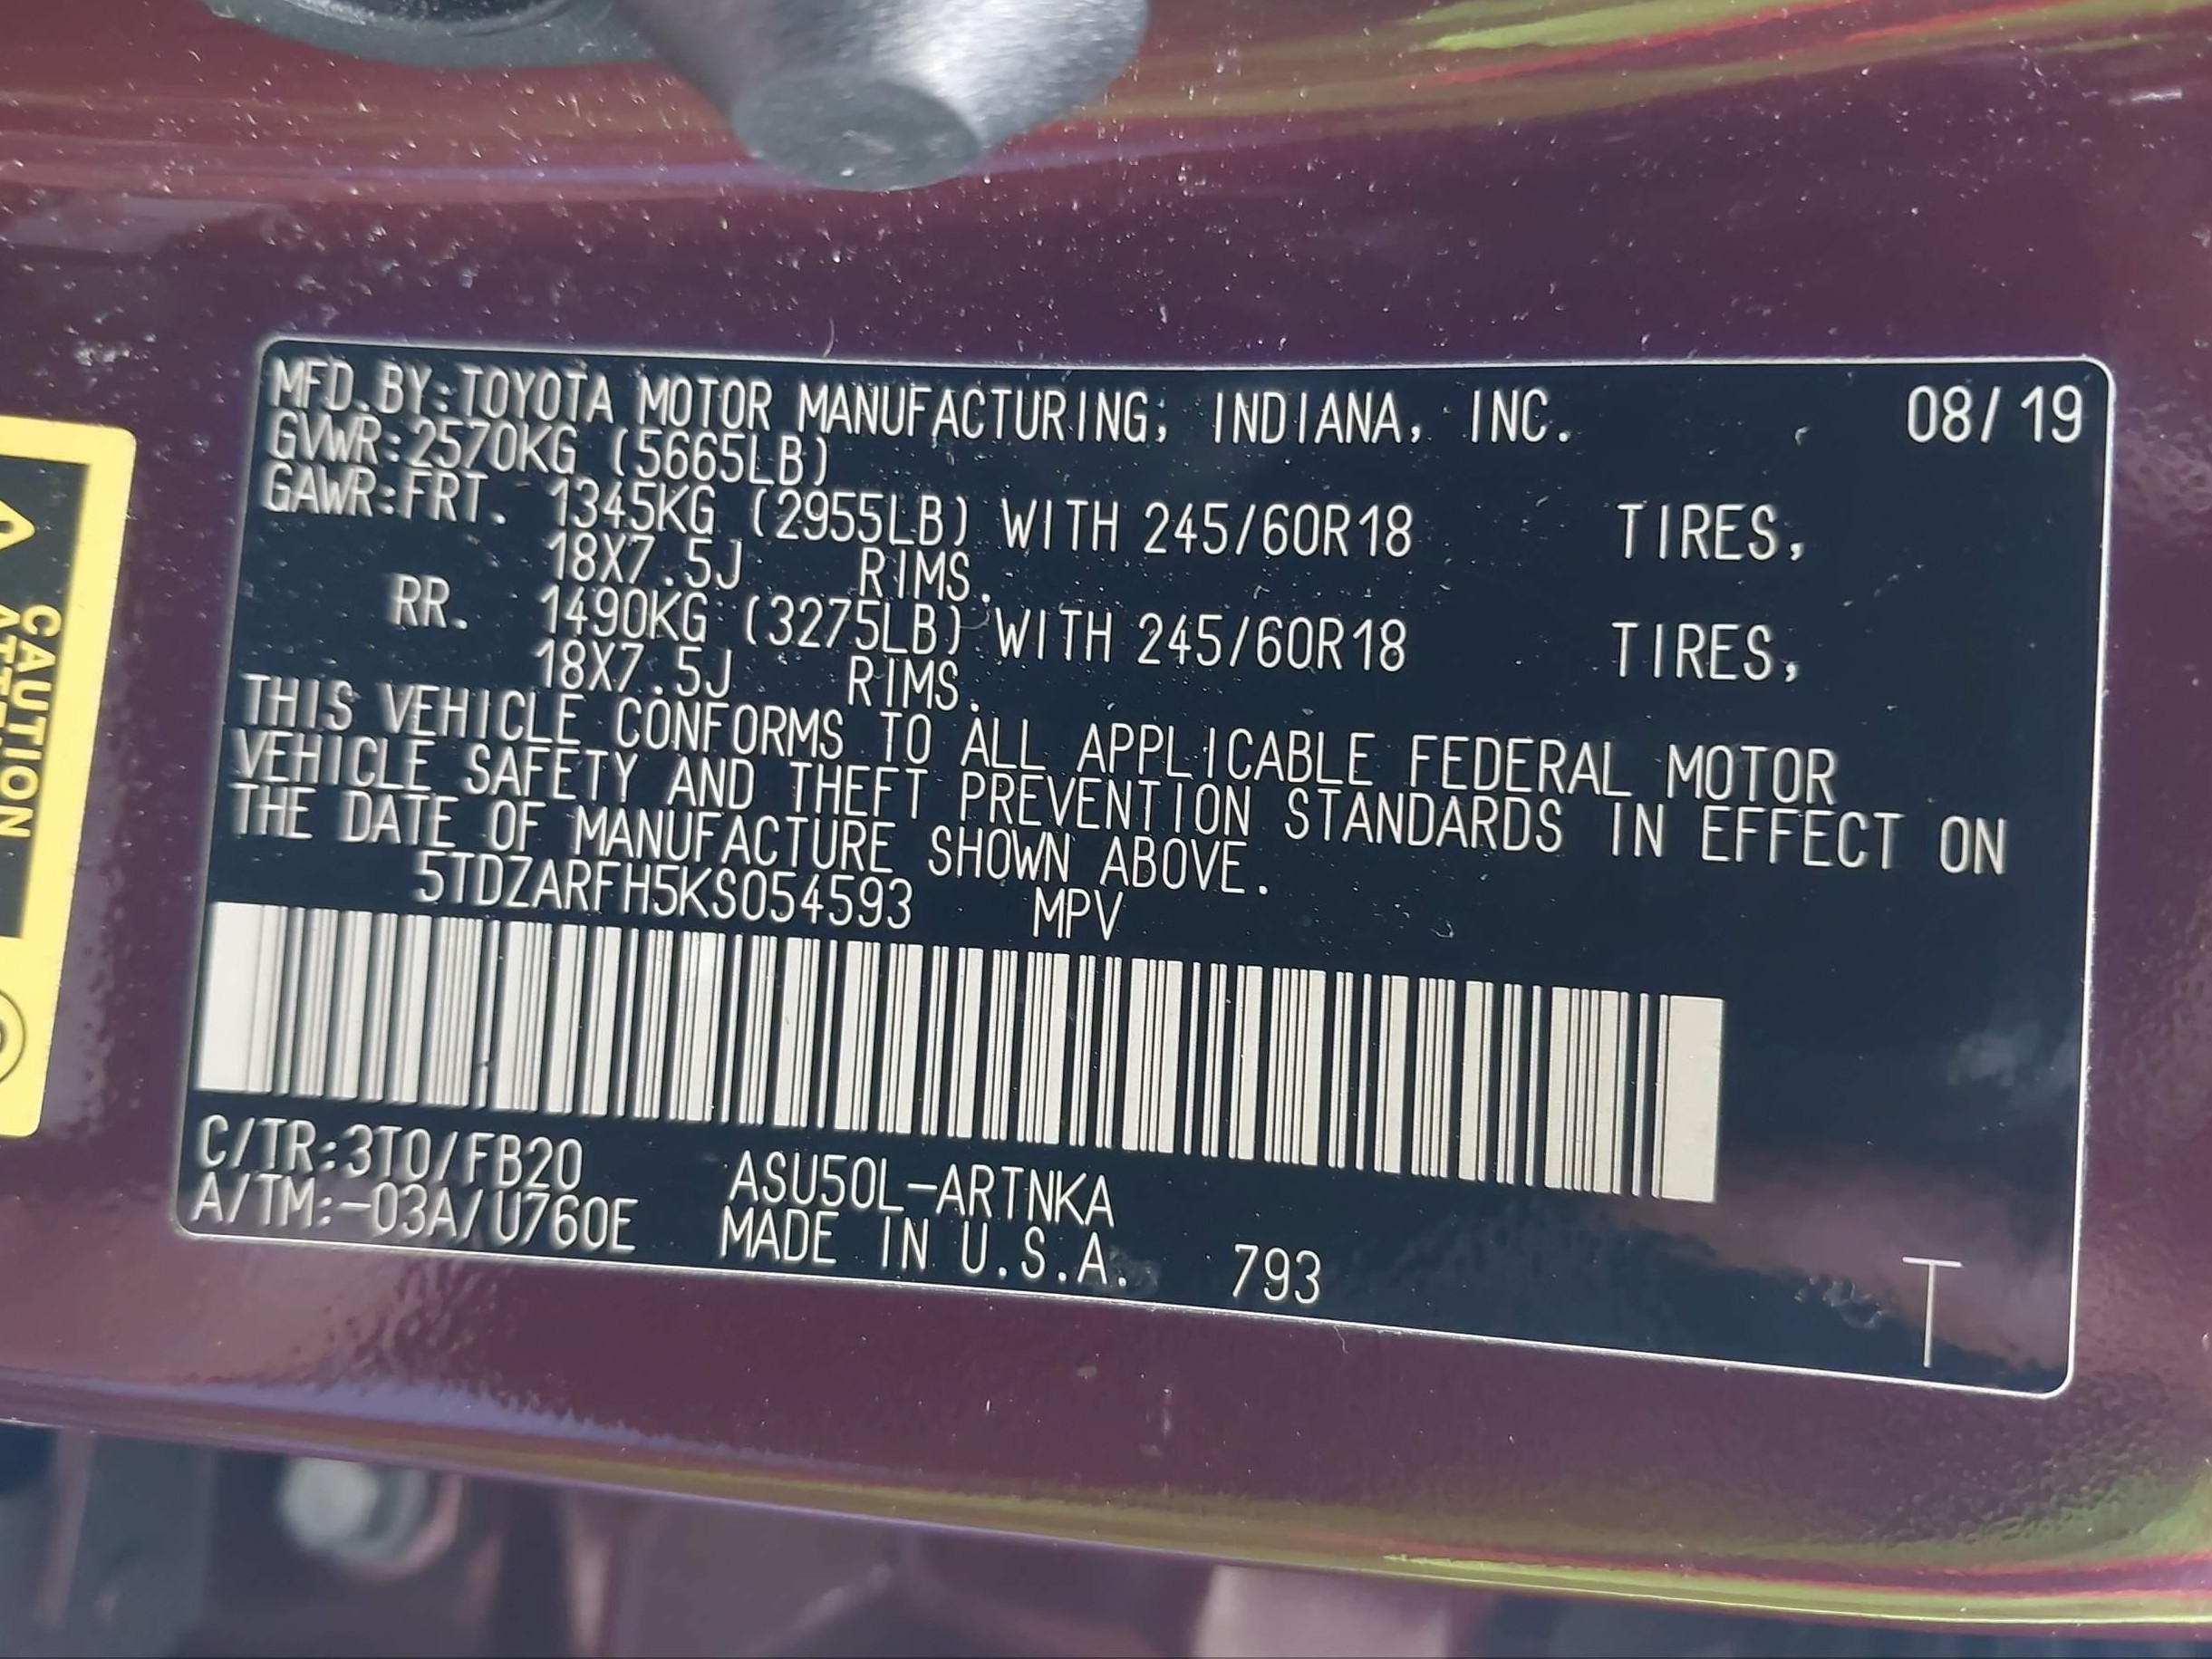 MFD.BY:TOYOTA MOTOR MANUFACTURING, INDIANA, INC. 08/19
GVWR:2570KG (5665LB)
GAWR:FRT. 1345KG (2955LB) WITH 245/60R18 TIRES,
18X7.5J RIMS.
RR. 1490KG (3275LB) WITH 245/60R18 TIRES,
18X7.5J RIMS.
THIS VEHICLE CONFORMS TO ALL APPLICABLE FEDERAL MOTOR
VEHICLE SAFETY AND THEFT PREVENTION STANDARDS IN EFFECT ON
THE DATE OF MANUFACTURE SHOWN ABOVE.
5TDZARFH5KS054593 MPV
C/TR:3T0/FB20 ASU50L-ARTNKA
A/TM:-03A/U760E MADE IN U.S.A. 793
T
CAUTION